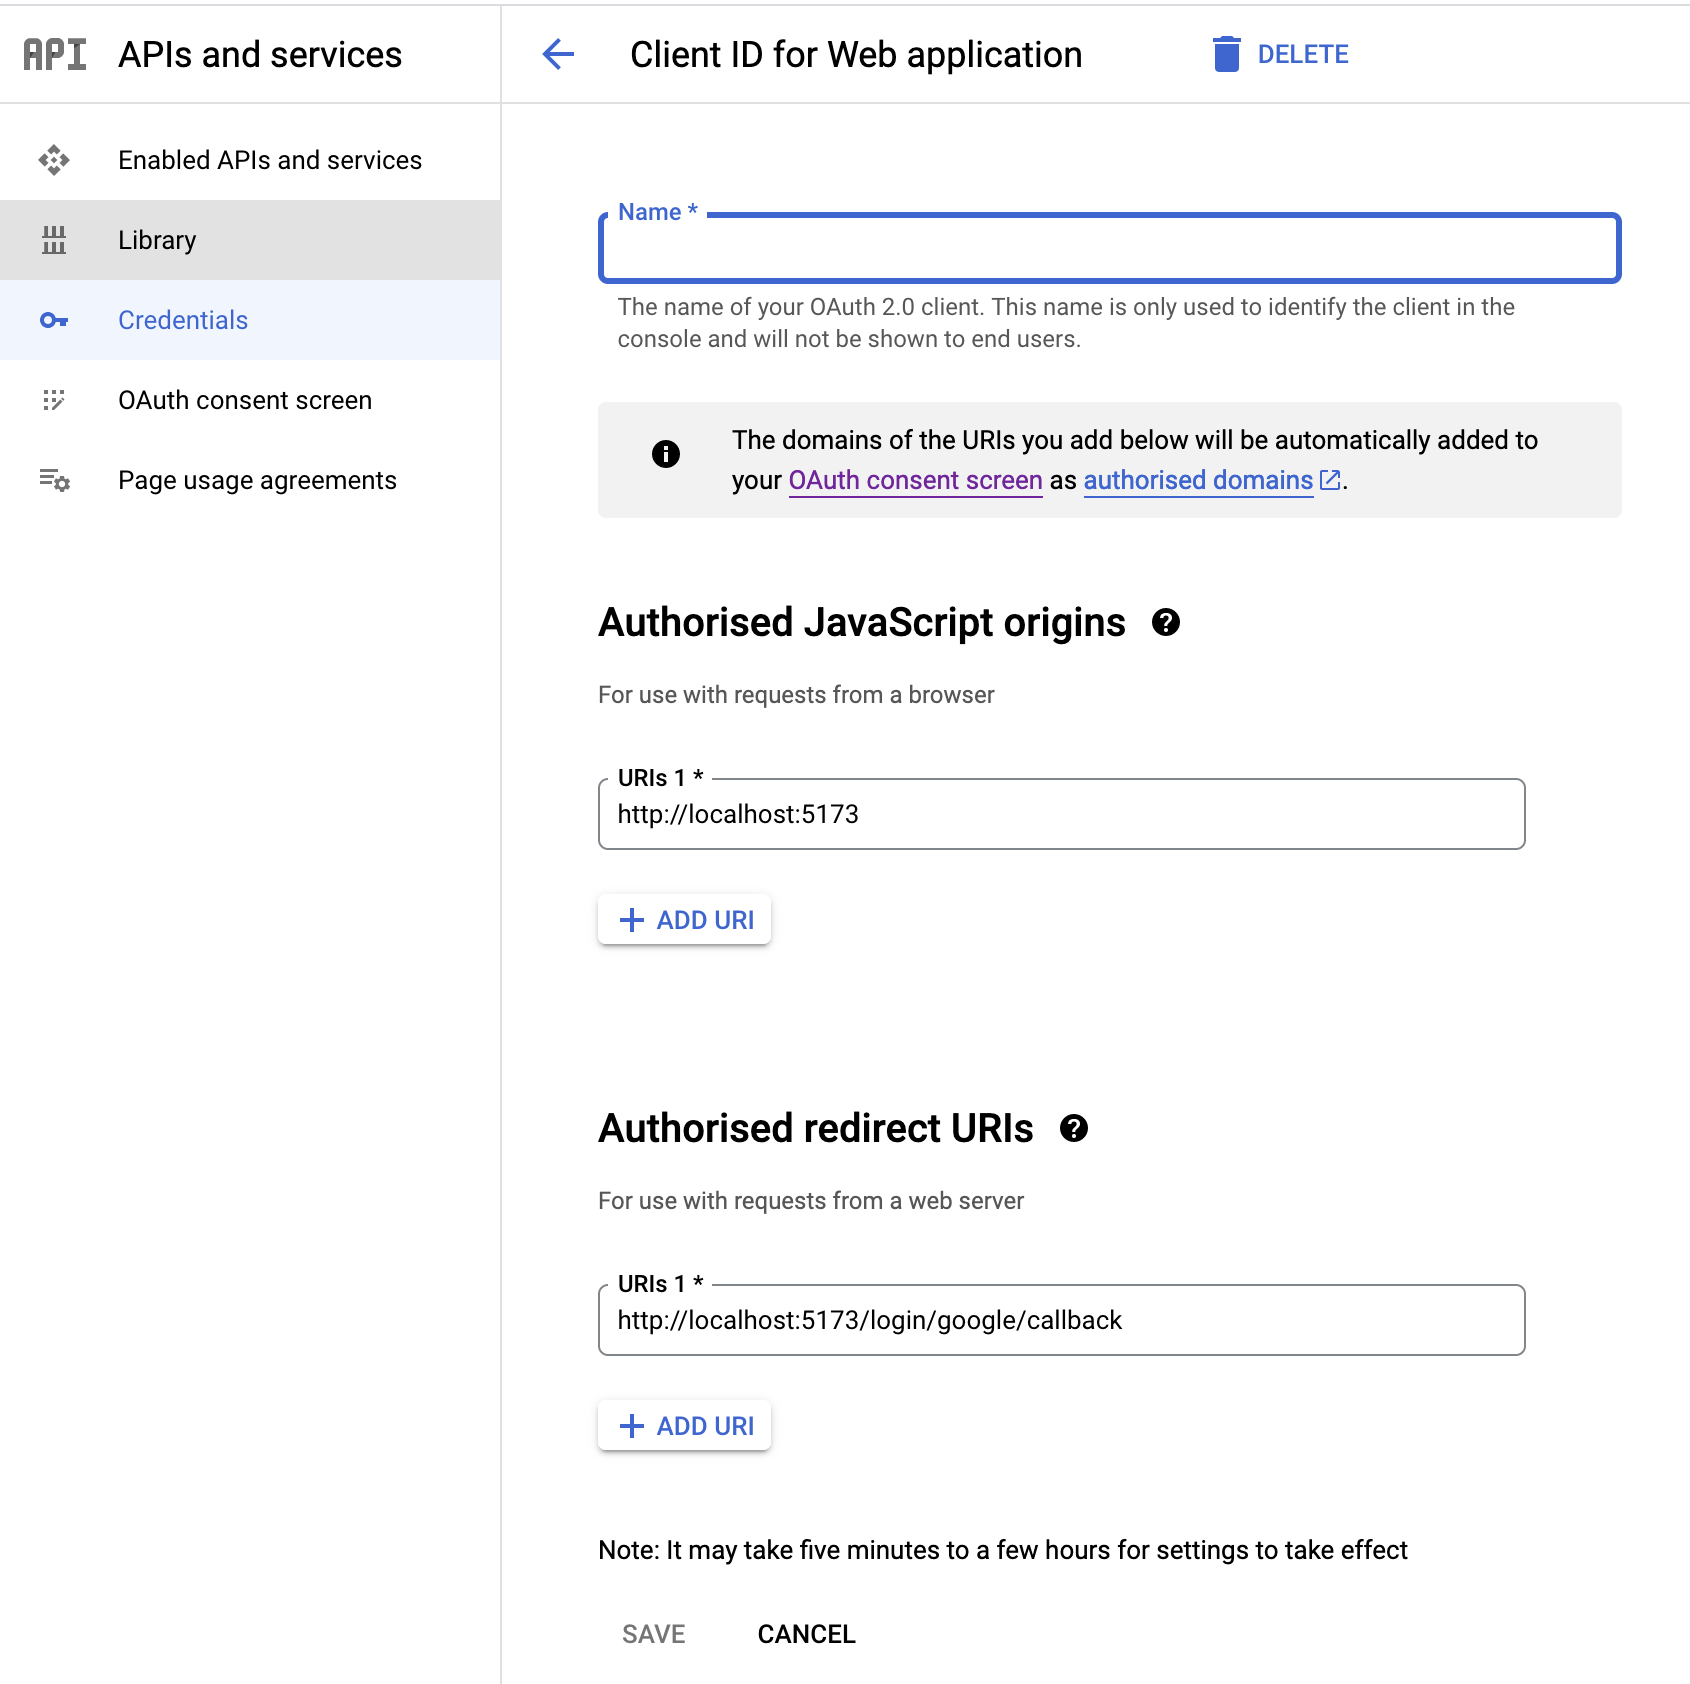 API APIs and services
Enabled APIs and services
Library
Credentials
OAuth consent screen
Page usage agreements
Client ID for Web application
DELETE
Name *
The name of your OAuth 2.0 client. This name is only used to identify the client in the
console and will not be shown to end users.
The domains of the URIs you add below will be automatically added to
your OAuth consent screen as authorised domains.
Authorised JavaScript origins
For use with requests from a browser
URIs 1 *
http://localhost:5173
ADD URI
Authorised redirect URIs
For use with requests from a web server
URIs 1 *
http://localhost:5173/login/google/callback
ADD URI
Note: It may take five minutes to a few hours for settings to take effect
SAVE
CANCEL